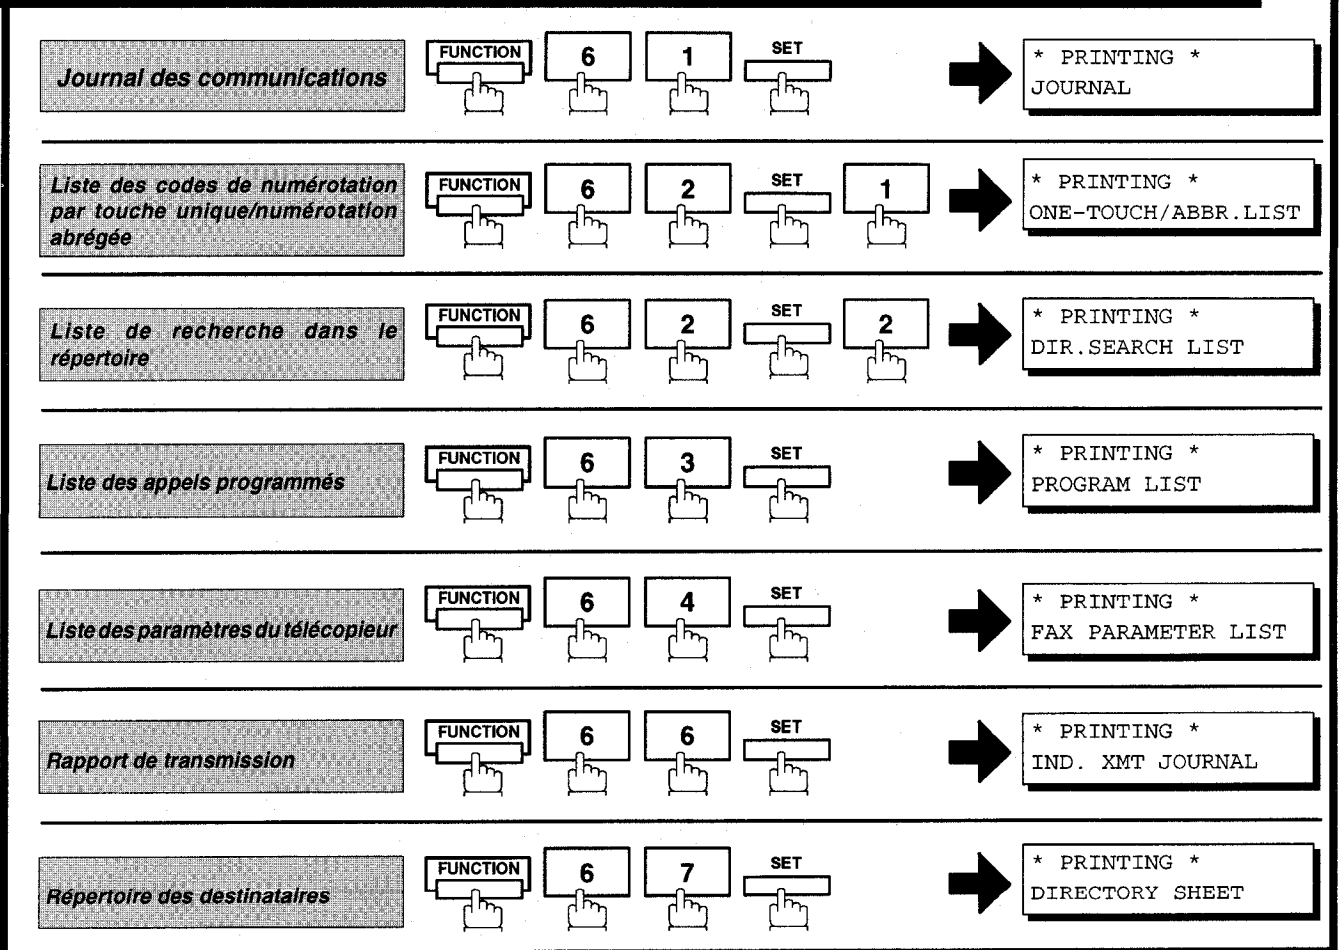 Journal des communications
FUNCTION 6 1 SET
* PRINTING *
JOURNAL
Liste des codes de numérotation
par touche unique/numérotation
abrégée
FUNCTION 6 2 SET 1
* PRINTING *
ONE-TOUCH/ABBR.LIST
Liste de recherche dans le
répertoire
FUNCTION 6 2 SET 2
* PRINTING *
DIR.SEARCH LIST
Liste des appels programmés
FUNCTION 6 3 SET
* PRINTING *
PROGRAM LIST
Liste des paramètres du télécopieur
FUNCTION 6 4 SET
* PRINTING *
FAX PARAMETER LIST
Rapport de transmission
FUNCTION 6 6 SET
* PRINTING *
IND. XMT JOURNAL
Répertoire des destinataires
FUNCTION 6 7 SET
* PRINTING *
DIRECTORY SHEET